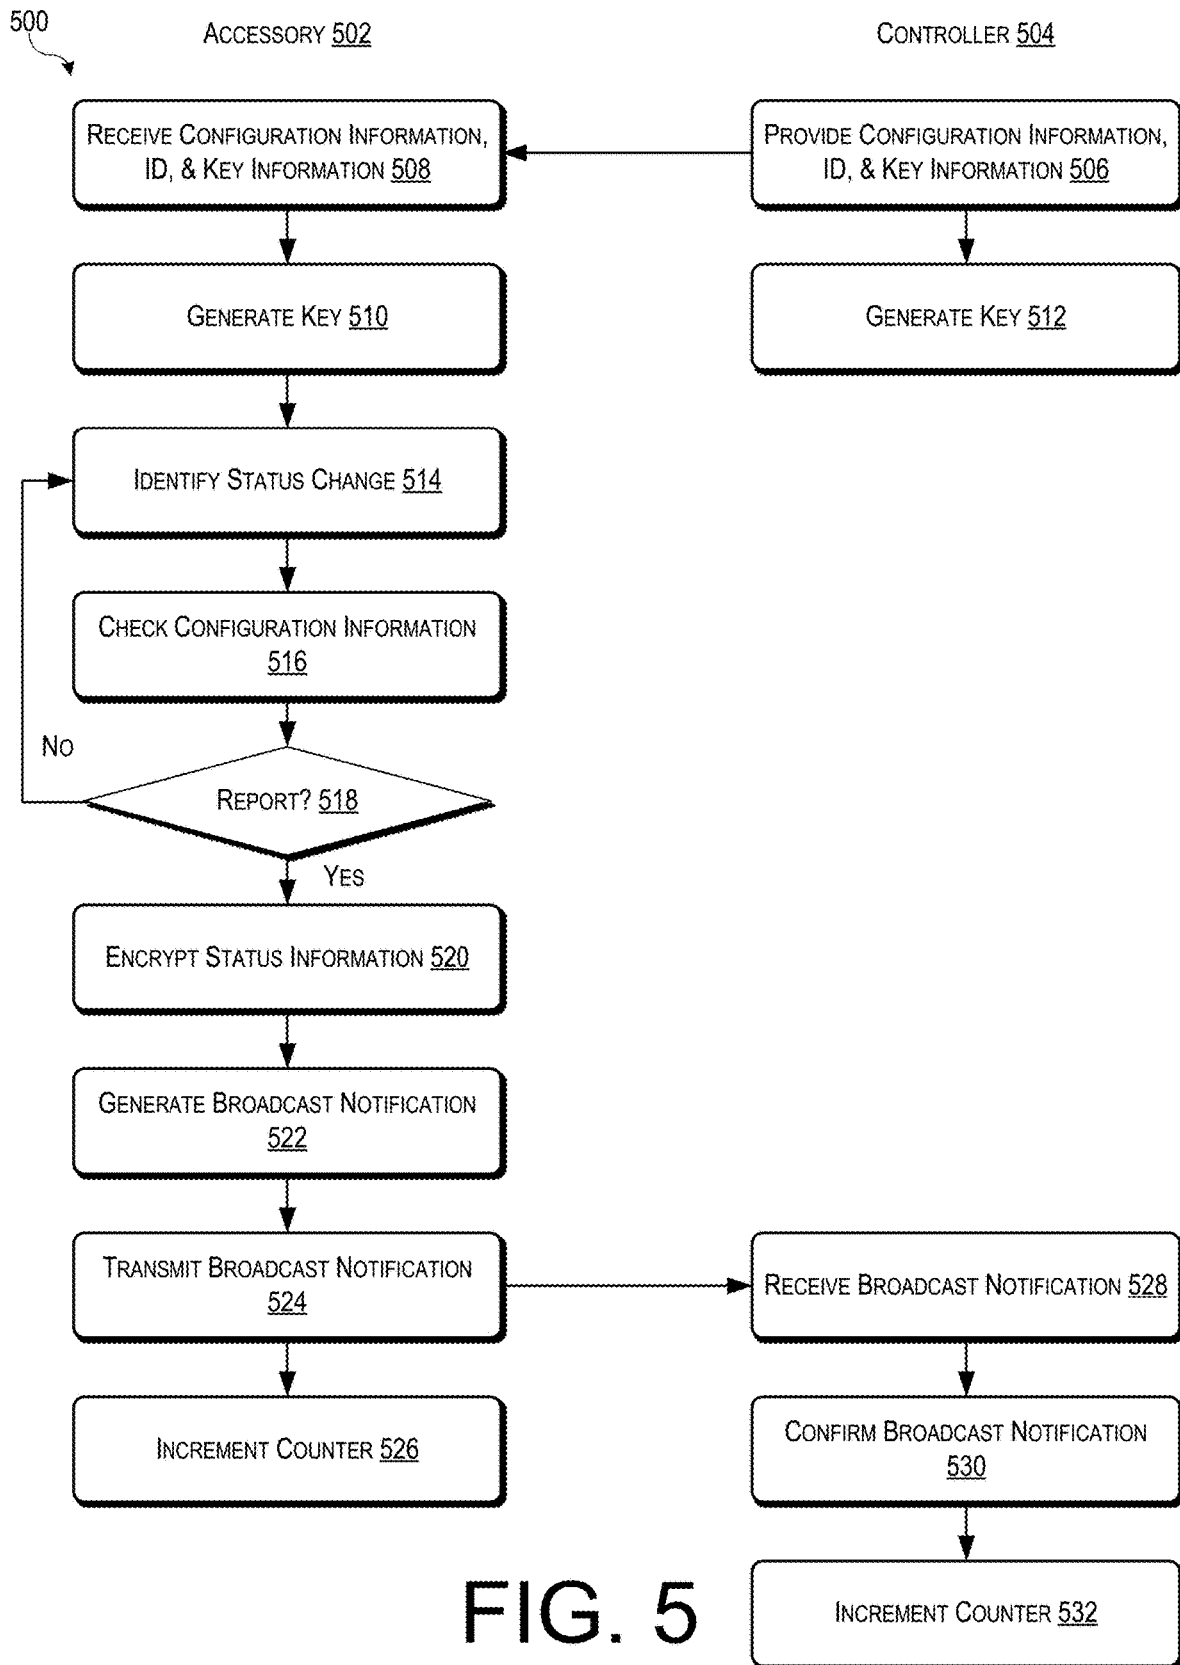 500
ACCESSORY 502
CONTROLLER 504
RECEIVE CONFIGURATION INFORMATION,
ID, & KEY INFORMATION 508
PROVIDE CONFIGURATION INFORMATION,
ID, & KEY INFORMATION 506
GENERATE KEY 510
GENERATE KEY 512
IDENTIFY STATUS CHANGE 514
CHECK CONFIGURATION INFORMATION
516
NO
REPORT? 518
YES
ENCRYPT STATUS INFORMATION 520
GENERATE BROADCAST NOTIFICATION
522
TRANSMIT BROADCAST NOTIFICATION
524
RECEIVE BROADCAST NOTIFICATION 528
INCREMENT COUNTER 526
CONFIRM BROADCAST NOTIFICATION
530
INCREMENT COUNTER 532
FIG. 5